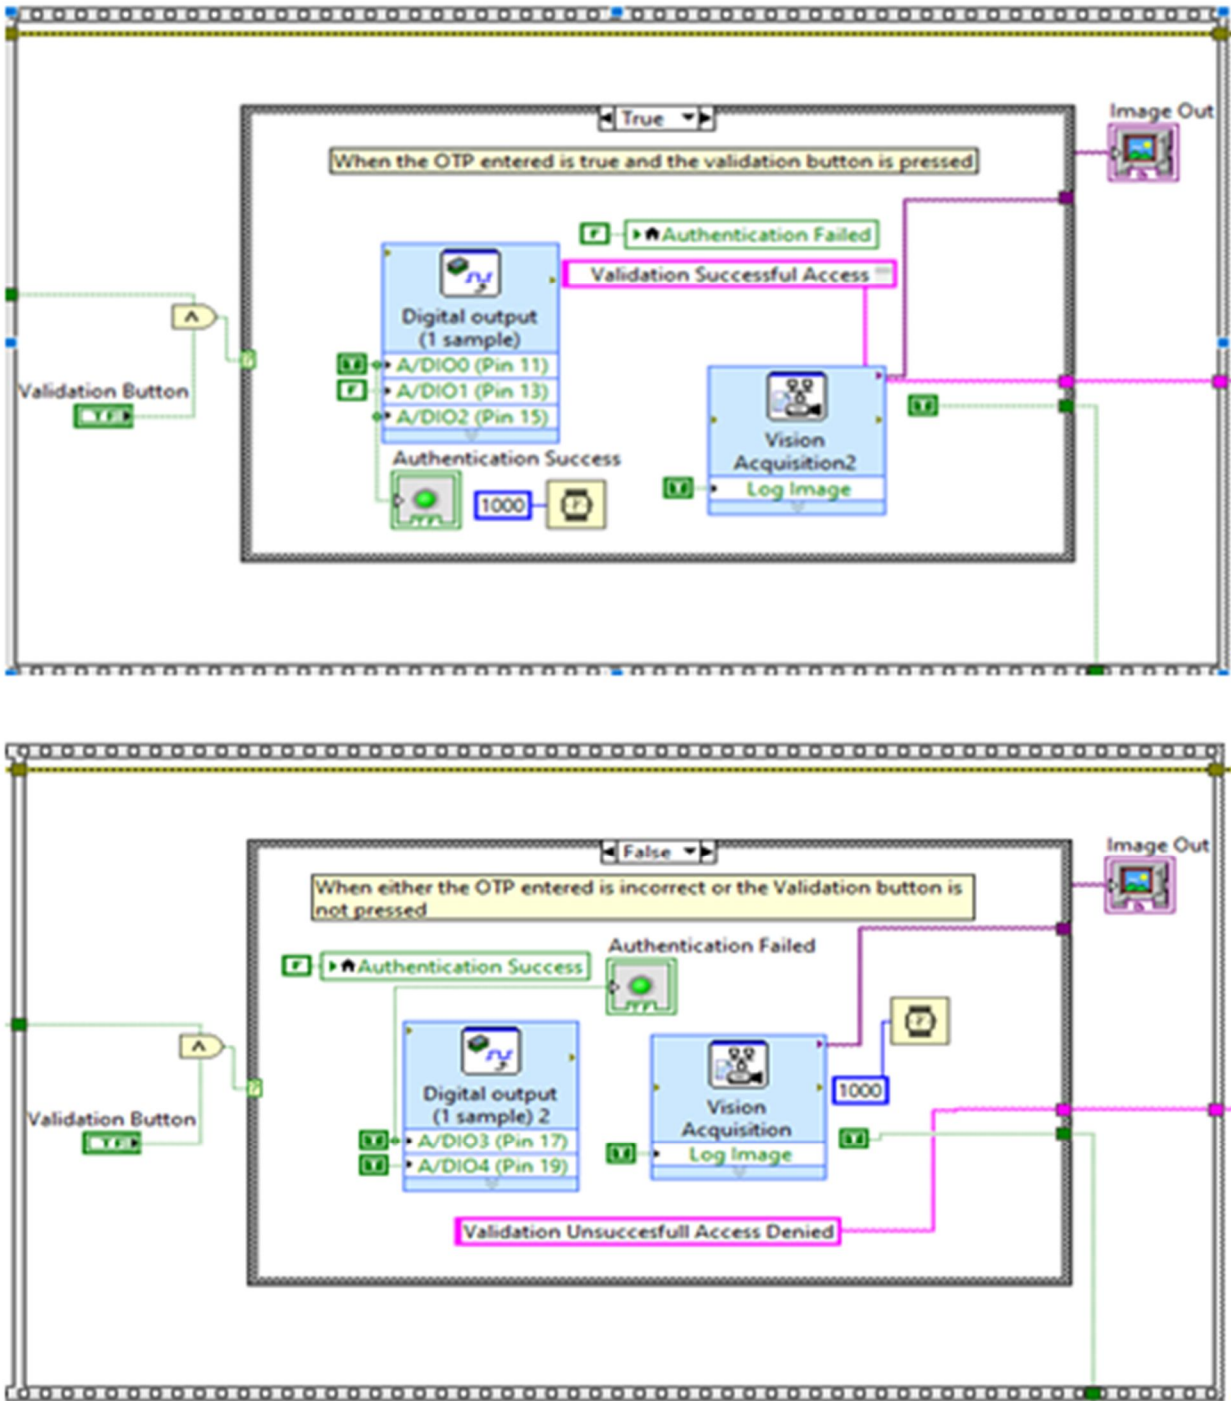 True
Image Out
When the OTP entered is true and the validation button is pressed
F
Authentication Failed
Validation Successful Access
Digital output
(1 sample)
T
A/DIO0 (Pin 11)
F
A/DIO1 (Pin 13)
A/DIO2 (Pin 15)
Validation Button
TF
Authentication Success
TF
1000
Vision
Acquisition2
T
Log Image
T
False
Image Out
When either the OTP entered is incorrect or the Validation button is
not pressed
Authentication Failed
F
Authentication Success
TF
Digital output
(1 sample) 2
T
A/DIO3 (Pin 17)
T
A/DIO4 (Pin 19)
Validation Button
TF
Vision
Acquisition
T
Log Image
1000
T
Validation Unsuccesfull Access Denied